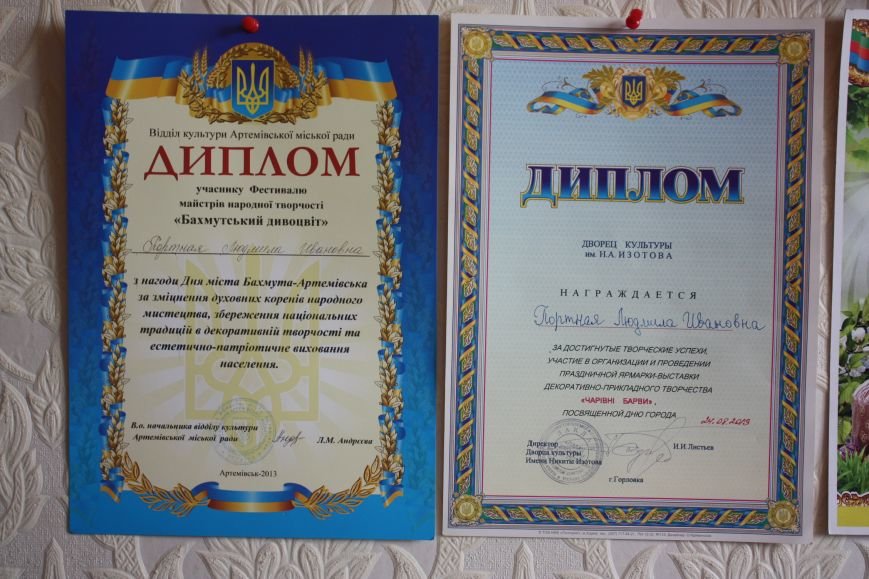 Відділ культури Артемівської міської ради
ДИПЛОМ
учаснику Фестивалю
майстрів народної творчості
«Бахмутський дивоцвіт»
Портная Людмила Ивановна
з нагоди Дня міста Бахмута-Артемівська
за зміцнення духовних коренів народного
мистецтва, збереження національних
традицій в декоративній творчості та
естетично-патріотичне виховання
населення.
В.о. начальника відділу культури
Артемівської міської ради
Л.М. Андрєєва
Артемівськ-2013
ДИПЛОМ
ДВОРЕЦ КУЛЬТУРЫ
им. Н.А. ИЗОТОВА
НАГРАЖДАЕТСЯ
Портная Людмила Ивановна
ЗА ДОСТИГНУТЫЕ ТВОРЧЕСКИЕ УСПЕХИ,
УЧАСТИЕ В ОРГАНИЗАЦИИ И ПРОВЕДЕНИИ
ПРАЗДНИЧНОЙ ЯРМАРКИ-ВЫСТАВКИ
ДЕКОРАТИВНО-ПРИКЛАДНОГО ТВОРЧЕСТВА
«ЧАРІВНІ БАРВИ»,
ПОСВЯЩЕННОЙ ДНЮ ГОРОДА
Директор
Дворца культуры
Имени Никиты Изотова
И.И. Листьев
г.Горловка